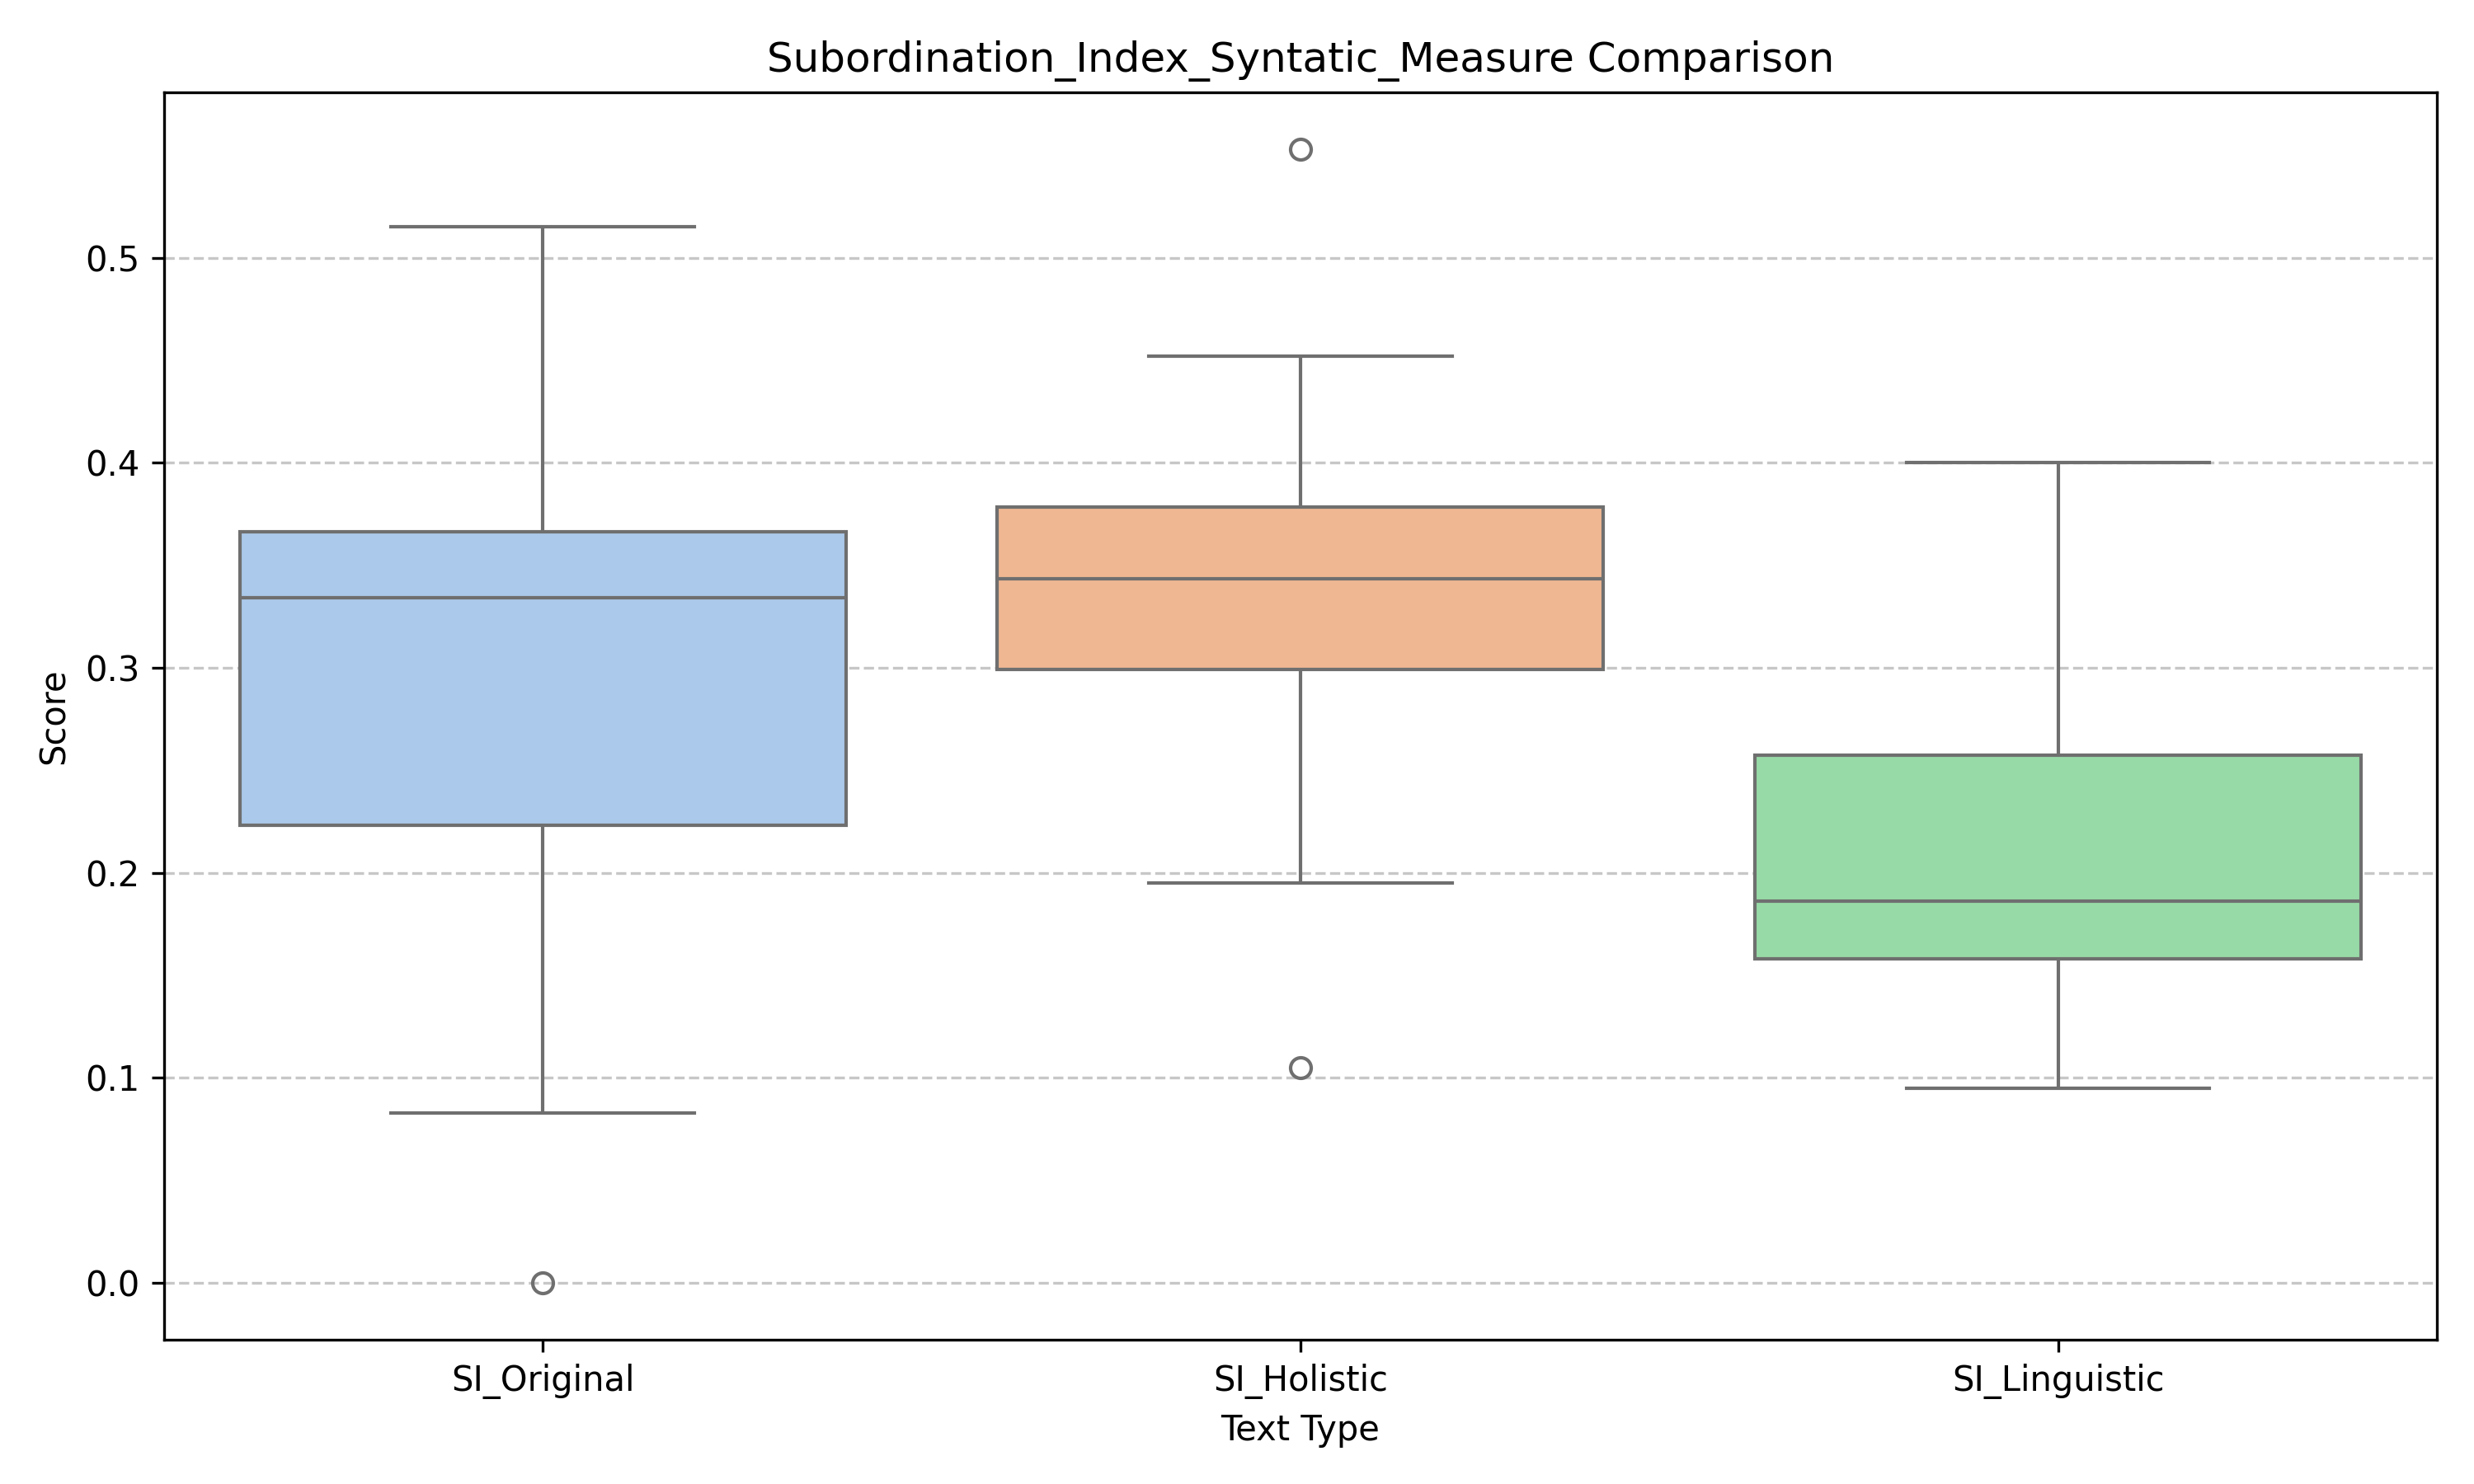 Subordination_Index_Syntatic_Measure Comparison
Score
0.5
0.4
0.3
0.2
0.1
0.0
SI_Original
SI_Holistic
SI_Linguistic
Text Type